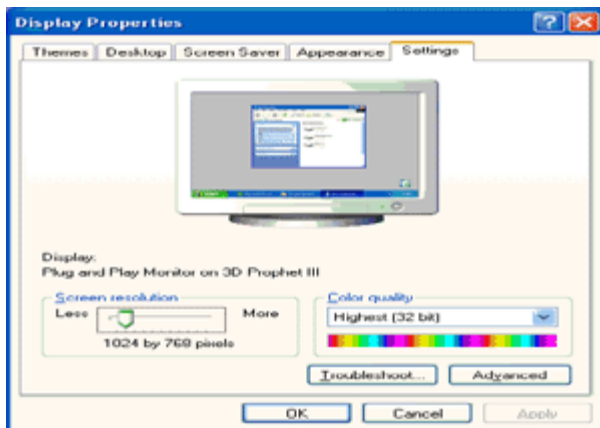 Display Properties
Themes Desktop Screen Saver Appearance Settings
Display:
Plug and Play Monitor on 3D Prophet III
Screen resolution
Less More
1024 by 768 pixels
Color quality
Highest (32 bit)
Troubleshoot... Advanced
OK Cancel Apply